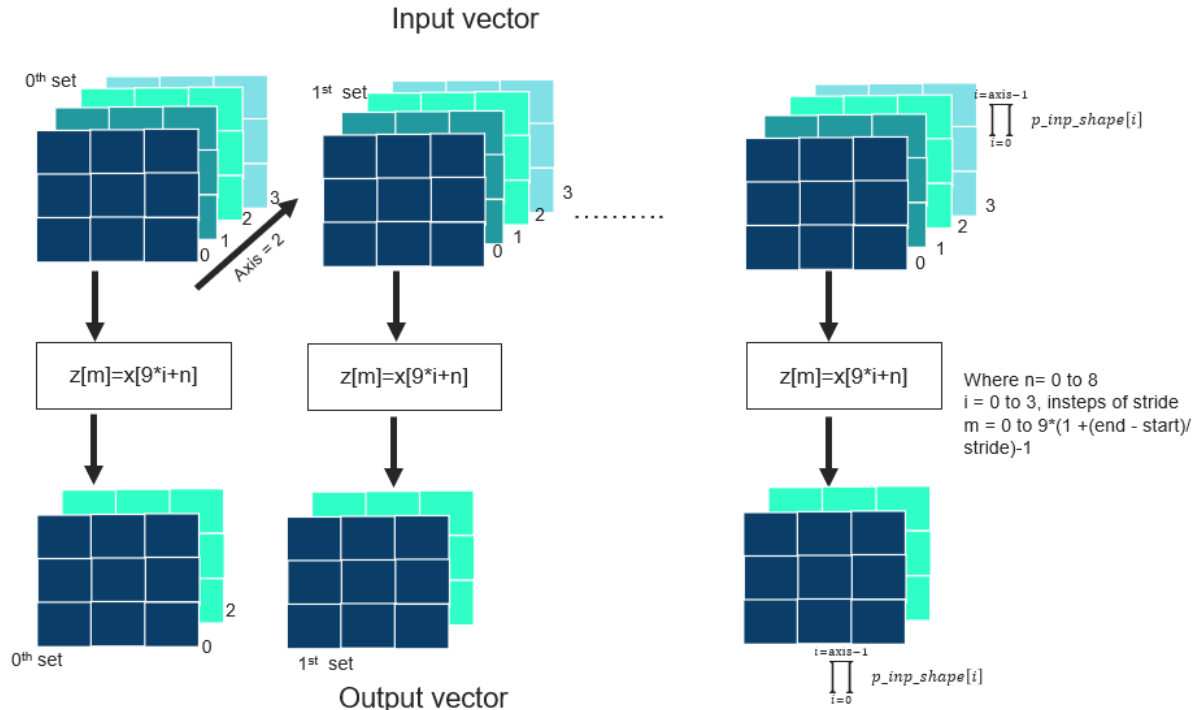 Input vector
0th set
1st set
i=axis−1
∏ p_inp_shape[i]
i=0
0
1
2
3
Axis = 2
0
1
2
3
............
0
1
2
3
z[m]=x[9*i+n]
z[m]=x[9*i+n]
z[m]=x[9*i+n]
Where n= 0 to 8
i = 0 to 3, insteps of stride
m = 0 to 9*(1 +(end - start)/
stride)-1
0
2
0th set
1st set
i=axis−1
∏ p_inp_shape[i]
i=0
Output vector